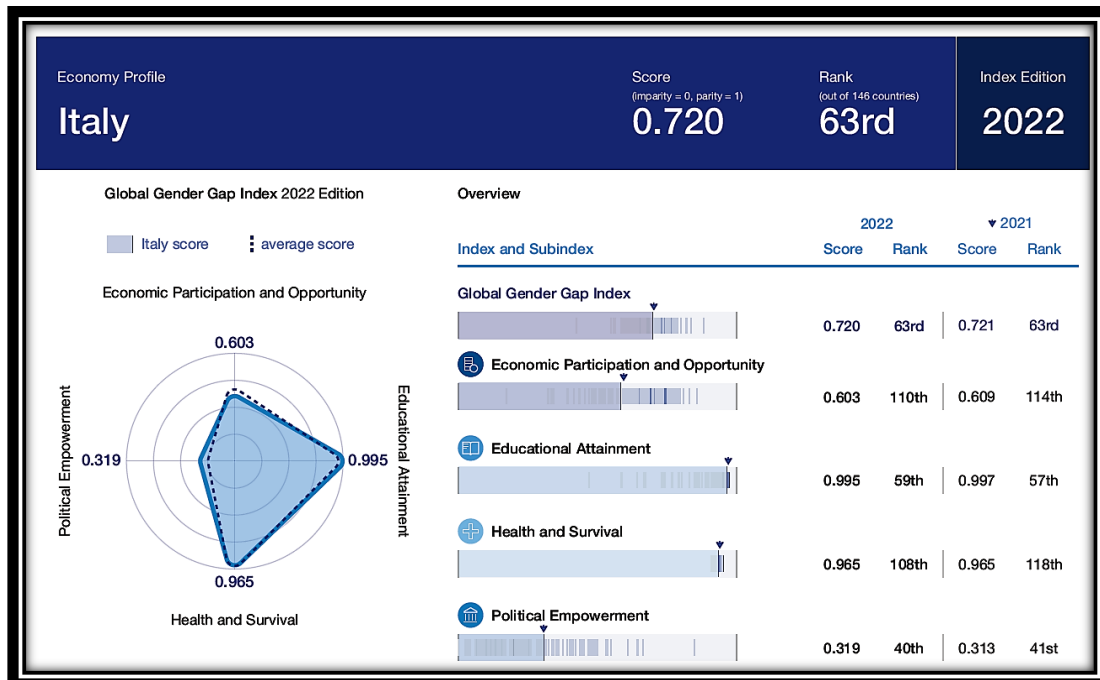 Economy Profile
Italy
Score
(imparity = 0, parity = 1)
0.720
Rank
(out of 146 countries)
63rd
Index Edition
2022
Global Gender Gap Index 2022 Edition
Italy score
average score
Economic Participation and Opportunity
0.603
Political Empowerment
0.319
0.995
Educational Attainment
0.965
Health and Survival
Overview
2022
2021
Index and Subindex
Score Rank Score Rank
Global Gender Gap Index
0.720 63rd 0.721 63rd
Economic Participation and Opportunity
0.603 110th 0.609 114th
Educational Attainment
0.995 59th 0.997 57th
Health and Survival
0.965 108th 0.965 118th
Political Empowerment
0.319 40th 0.313 41st